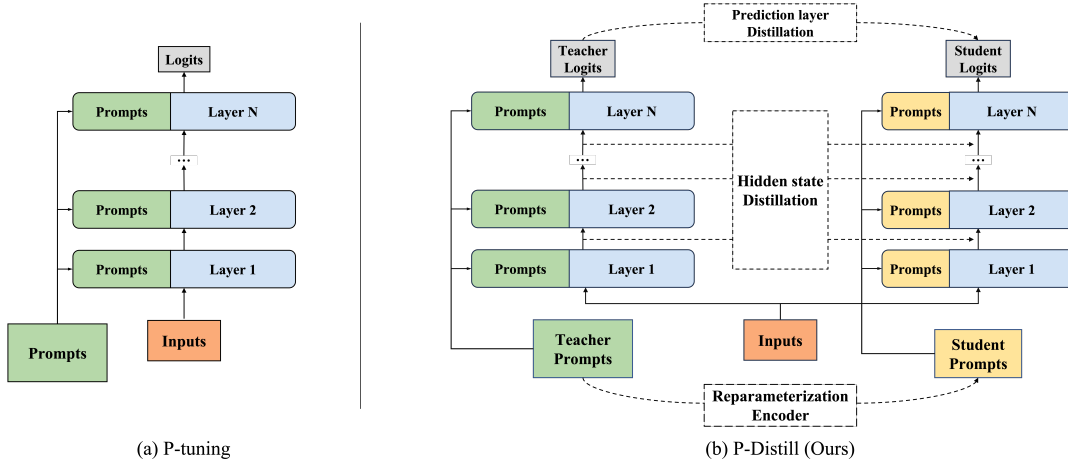 Logits
Prompts
Layer N
...
Prompts
Layer 2
Prompts
Layer 1
Prompts
Inputs
(a) P-tuning
Prediction layer
Distillation
Teacher
Logits
Student
Logits
Prompts
Layer N
Prompts
Layer N
...
...
Hidden state
Distillation
Prompts
Layer 2
Prompts
Layer 2
Prompts
Layer 1
Prompts
Layer 1
Teacher
Prompts
Inputs
Student
Prompts
Reparameterization
Encoder
(b) P-Distill (Ours)